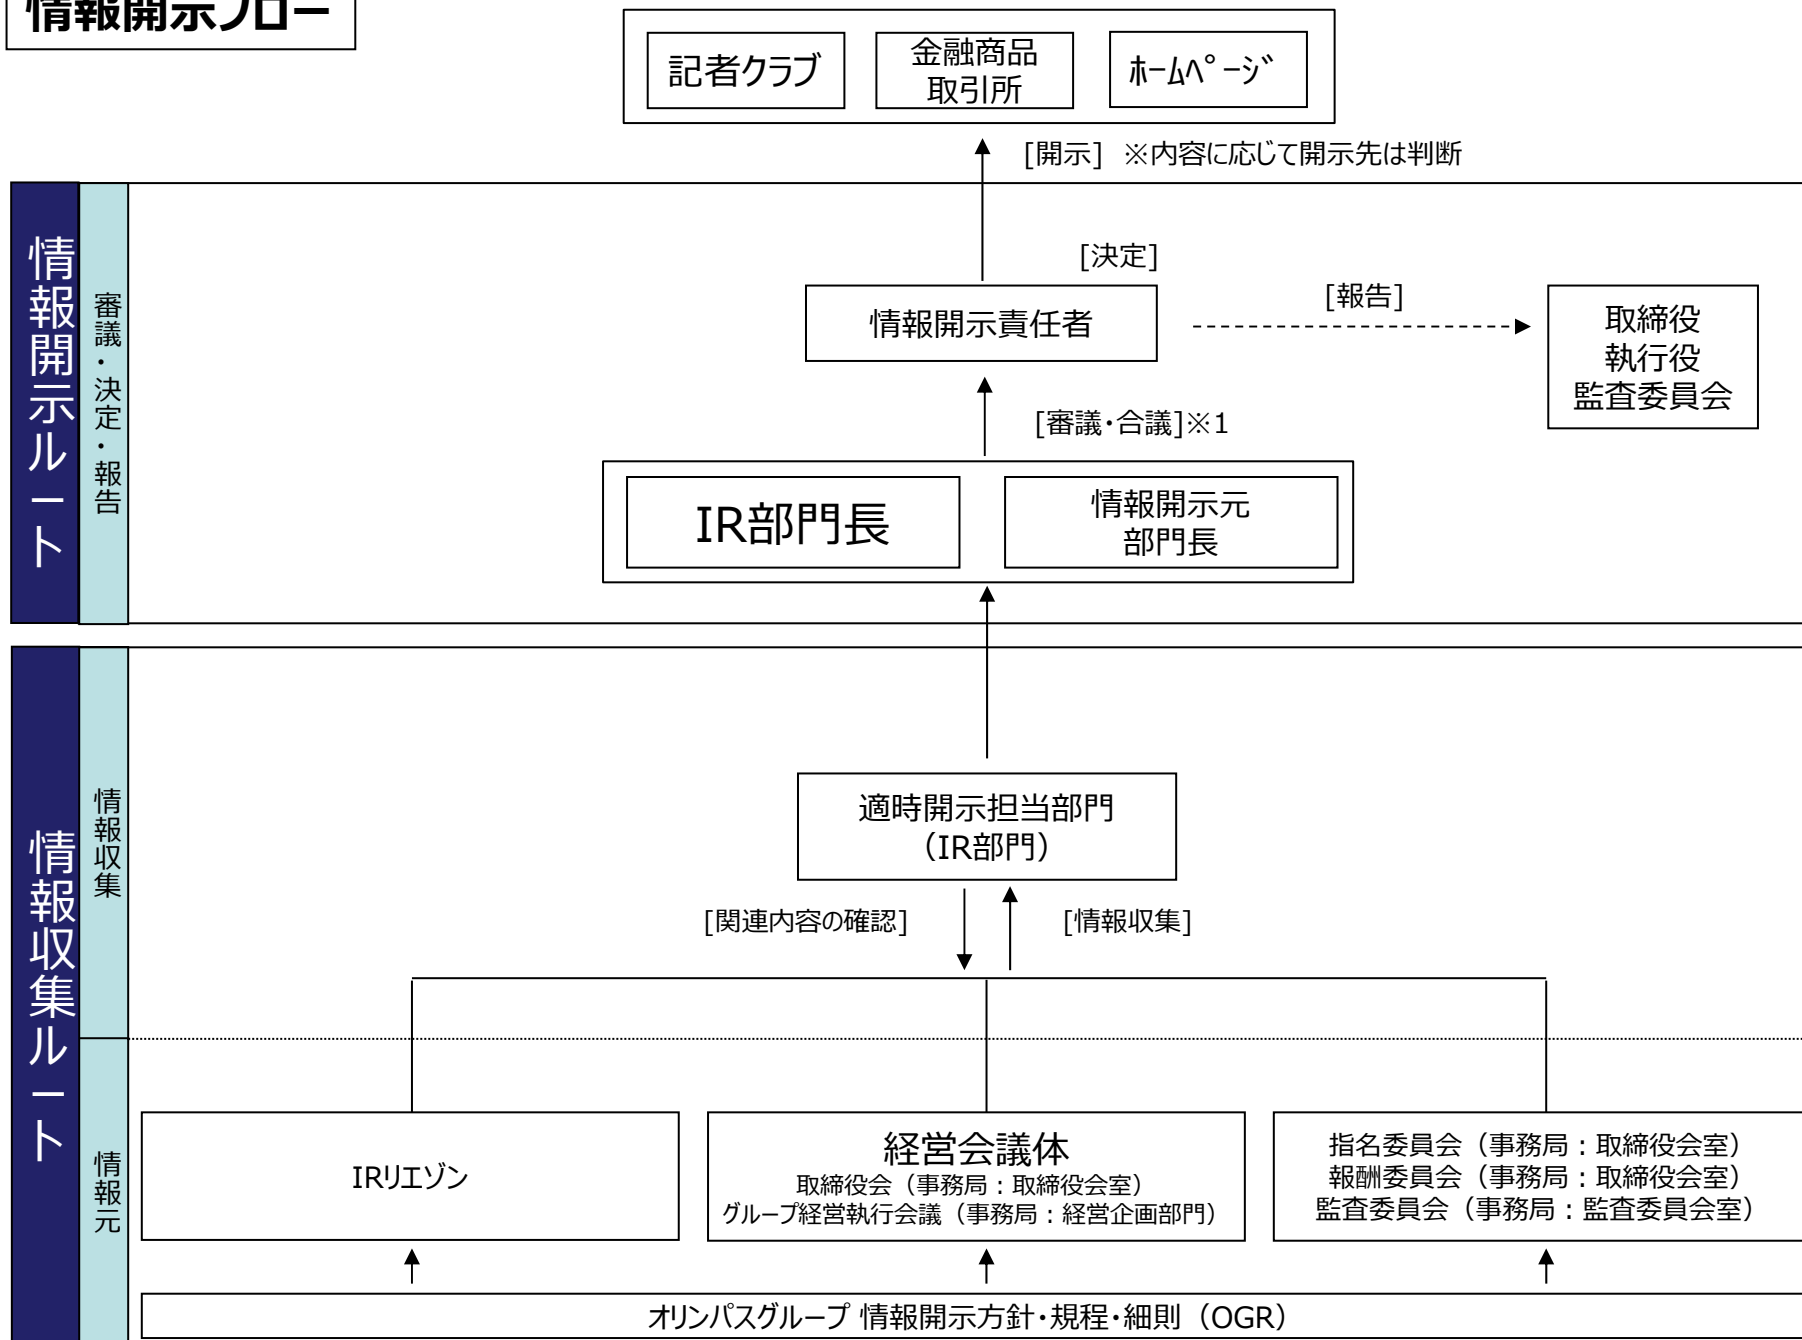 情報開示フロー
記者クラブ
金融商品
取引所
ﾎｰﾑﾍﾟｰｼﾞ
[開示] ※内容に応じて開示先は判断
情報開示ルート
審議・決定・報告
[決定]
情報開示責任者
[報告]
取締役
執行役
監査委員会
[審議・合議]※1
IR部門長
情報開示元
部門長
情報収集ルート
情報収集
適時開示担当部門
（IR部門）
[関連内容の確認]
[情報収集]
情報元
IRリエゾン
経営会議体
取締役会（事務局：取締役会室）
グループ経営執行会議（事務局：経営企画部門）
指名委員会（事務局：取締役会室）
報酬委員会（事務局：取締役会室）
監査委員会（事務局：監査委員会室）
オリンパスグループ 情報開示方針・規程・細則（OGR）